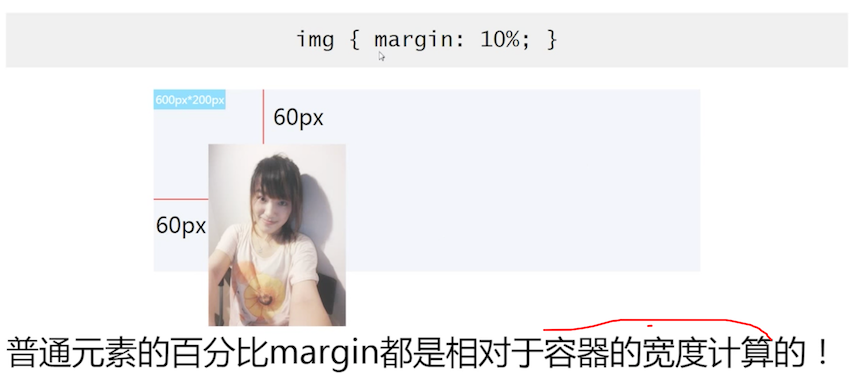 img { margin: 10%; }
600px*200px
60px
60px
普通元素的百分比margin都是相对于容器的宽度计算的！